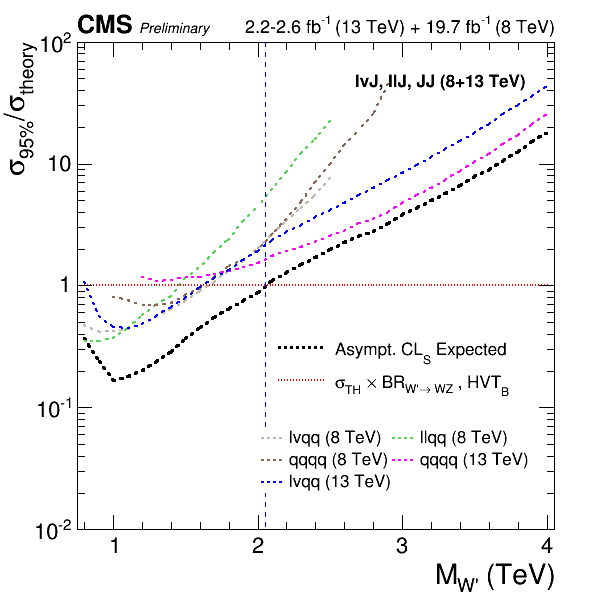 CMS Preliminary 2.2-2.6 fb⁻¹ (13 TeV) + 19.7 fb⁻¹ (8 TeV)
σ95%/σtheory
10²
lvJ, llJ, JJ (8+13 TeV)
10
1
Asympt. CLS Expected
σTH × BRW'→ WZ , HVTB
10⁻¹
lvqq (8 TeV) llqq (8 TeV)
qqqq (8 TeV) qqqq (13 TeV)
lvqq (13 TeV)
10⁻²
1 2 3 4
MW' (TeV)